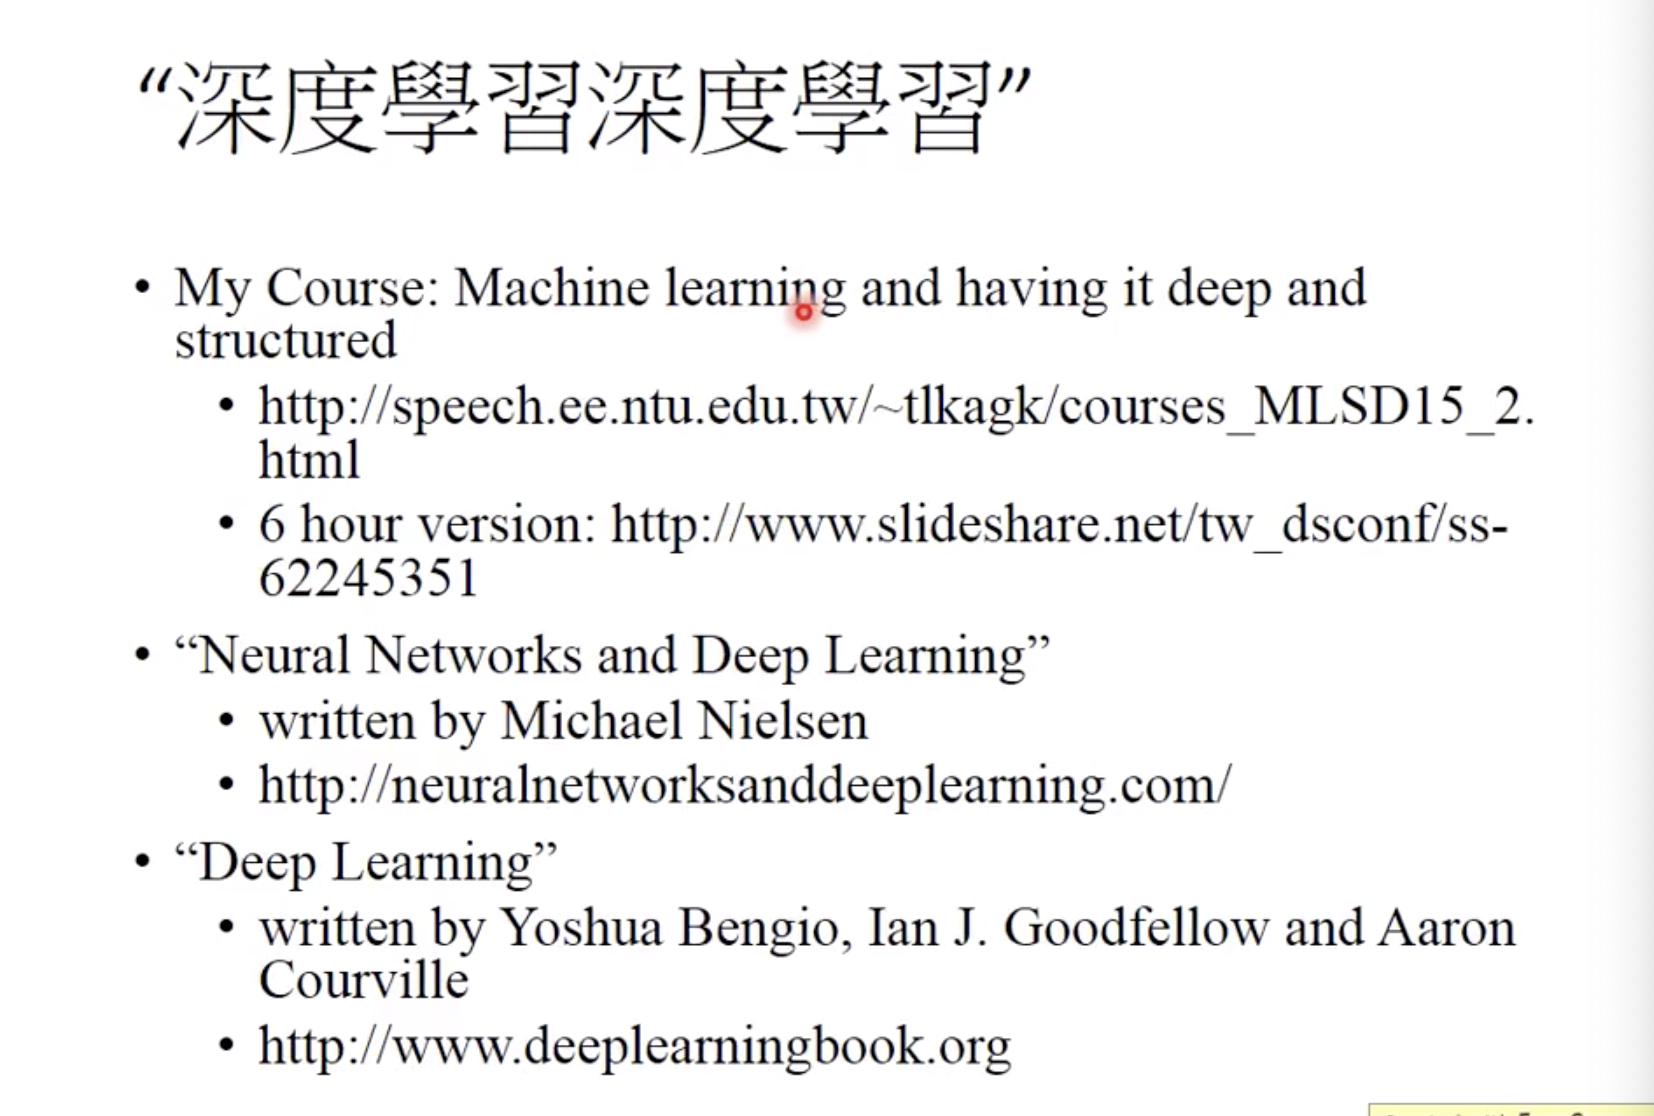 “深度學習深度學習”
• My Course: Machine learning and having it deep and
structured
• http://speech.ee.ntu.edu.tw/~tlkagk/courses_MLSD15_2.
html
• 6 hour version: http://www.slideshare.net/tw_dsconf/ss-
62245351
• “Neural Networks and Deep Learning”
• written by Michael Nielsen
• http://neuralnetworksanddeeplearning.com/
• “Deep Learning”
• written by Yoshua Bengio, Ian J. Goodfellow and Aaron
Courville
• http://www.deeplearningbook.org